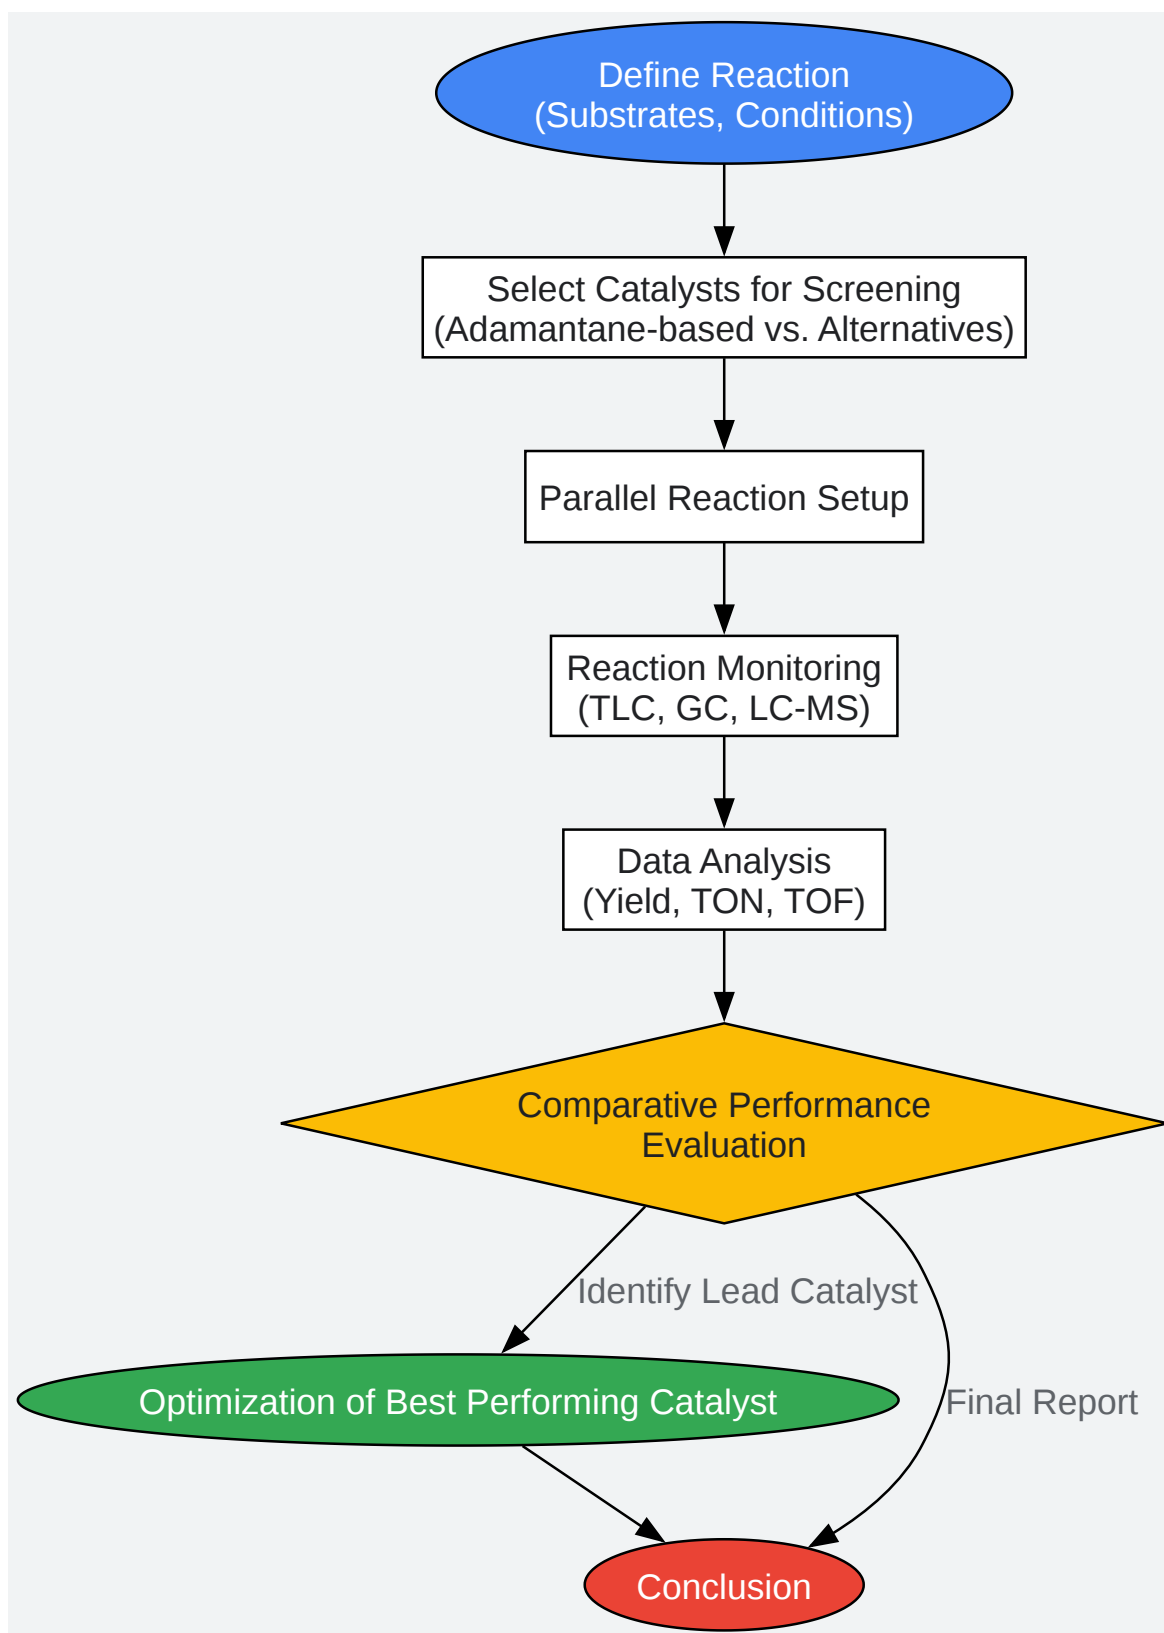 Define Reaction
(Substrates, Conditions)
Select Catalysts for Screening
(Adamantane-based vs. Alternatives)
Parallel Reaction Setup
Reaction Monitoring
(TLC, GC, LC-MS)
Data Analysis
(Yield, TON, TOF)
Comparative Performance
Evaluation
Identify Lead Catalyst
Optimization of Best Performing Catalyst
Final Report
Conclusion